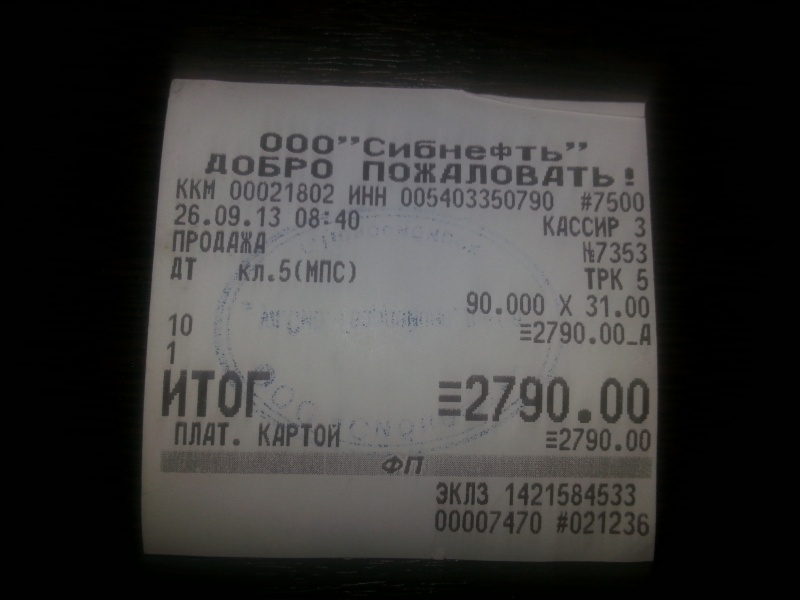 ООО"Сибнефть"
ДОБРО ПОЖАЛОВАТЬ!
ККМ 00021802 ИНН 005403350790 #7500
26.09.13 08:40 КАССИР 3
ПРОДАЖА №7353
ДТ кл.5(МПС) ТРК 5
90.000 X 31.00
10 ≡2790.00_А
1
ИТОГ ≡2790.00
ПЛАТ. КАРТОЙ ≡2790.00
ФП
ЭКЛЗ 1421584533
00007470 #021236